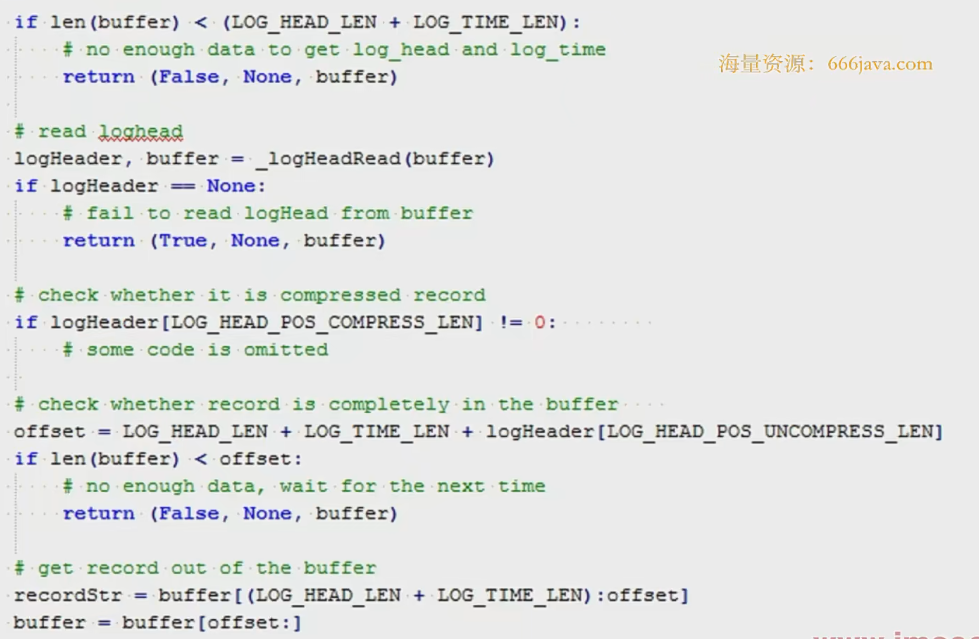 if len(buffer) < (LOG_HEAD_LEN + LOG_TIME_LEN):
# no enough data to get log_head and log_time
海量资源：666java.com
return (False, None, buffer)
# read loghead
logHeader, buffer = _logHeadRead(buffer)
if logHeader == None:
# fail to read logHead from buffer
return (True, None, buffer)
# check whether it is compressed record
if logHeader[LOG_HEAD_POS_COMPRESS_LEN] != 0:
# some code is omitted
# check whether record is completely in the buffer
offset = LOG_HEAD_LEN + LOG_TIME_LEN + logHeader[LOG_HEAD_POS_UNCOMPRESS_LEN]
if len(buffer) < offset:
# no enough data, wait for the next time
return (False, None, buffer)
# get record out of the buffer
recordStr = buffer[(LOG_HEAD_LEN + LOG_TIME_LEN):offset]
buffer = buffer[offset:]